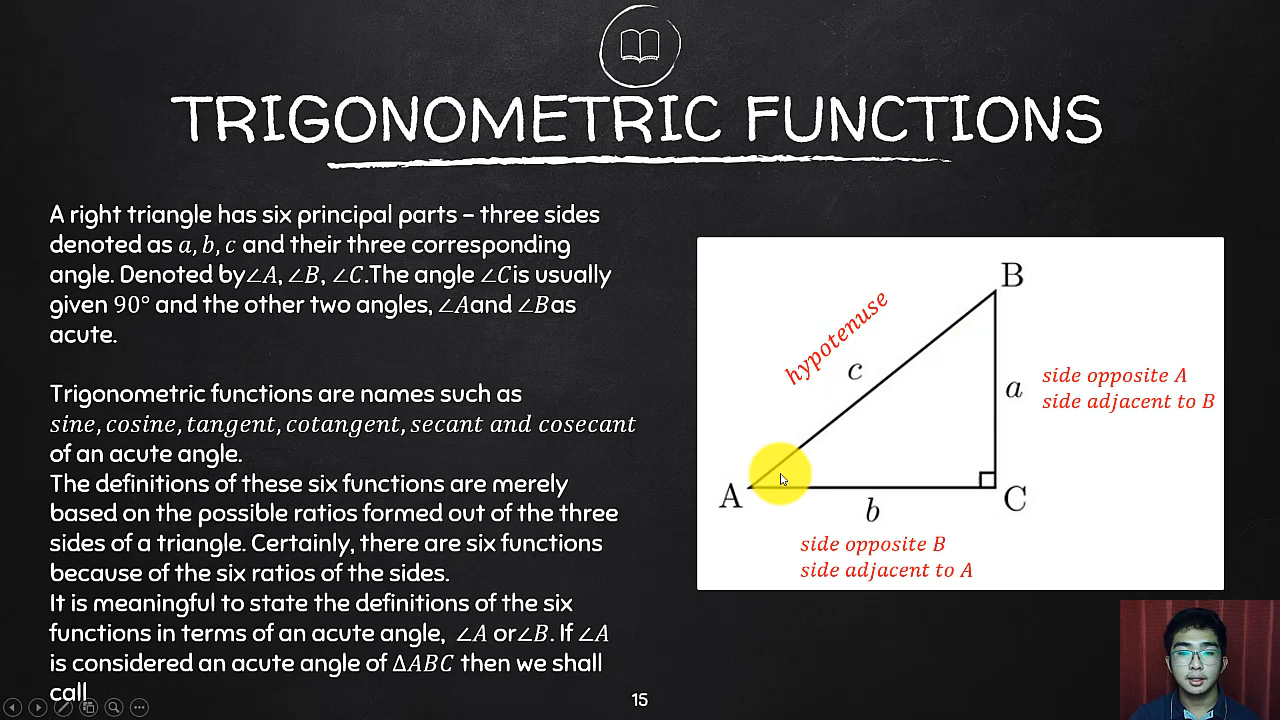 TRIGONOMETRIC FUNCTIONS
A right triangle has six principal parts – three sides
denoted as a, b, c and their three corresponding
angle. Denoted by∠A, ∠B, ∠C.The angle ∠Cis usually
given 90° and the other two angles, ∠Aand ∠Bas
acute.
Trigonometric functions are names such as
sine, cosine, tangent, cotangent, secant and cosecant
of an acute angle.
The definitions of these six functions are merely
based on the possible ratios formed out of the three
sides of a triangle. Certainly, there are six functions
because of the six ratios of the sides.
It is meaningful to state the definitions of the six
functions in terms of an acute angle, ∠A or∠B. If ∠A
is considered an acute angle of ΔABC then we shall
call
B
hypotenuse
c
a
side opposite A
side adjacent to B
A
b
C
side opposite B
side adjacent to A
15